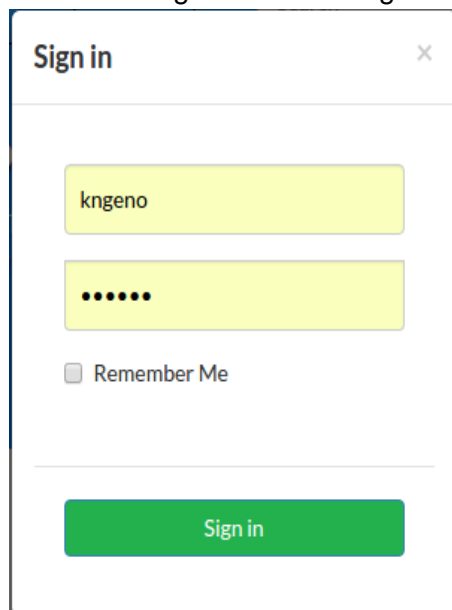 Sign in ×
kngeno
••••••
Remember Me
Sign in